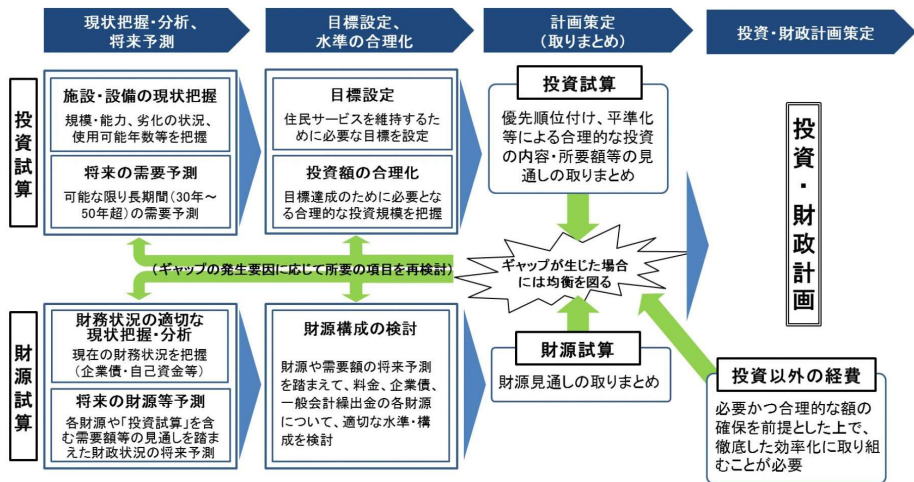 現状把握・分析、
将来予測
目標設定、
水準の合理化
計画策定
(取りまとめ)
投資・財政計画策定
投資試算
施設・設備の現状把握
規模・能力、劣化の状況、
使用可能年数等を把握
将来の需要予測
可能な限り長期間(30年～
50年超)の需要予測
目標設定
住民サービスを維持するた
めに必要な目標を設定
投資額の合理化
目標達成のために必要とな
る合理的な投資規模を把握
投資試算
優先順位付け、平準化
等による合理的な投資
の内容・所要額等の見
通しの取りまとめ
(ギャップの発生要因に応じて所要の項目を再検討)
ギャップが生じた場合
には均衡を図る
投資・財政計画
財源試算
財務状況の適切な
現状把握・分析
現在の財務状況を把握
(企業債・自己資金等)
将来の財源等予測
各財源や「投資試算」を含
む需要額等の見通しを踏ま
えた財政状況の将来予測
財源構成の検討
財源や需要額の将来予測
を踏まえて、料金、企業債、
一般会計繰出金の各財源
について、適切な水準・構
成を検討
財源試算
財源見通しの取りまとめ
投資以外の経費
必要かつ合理的な額の
確保を前提とした上で、
徹底した効率化に取り組
むことが必要